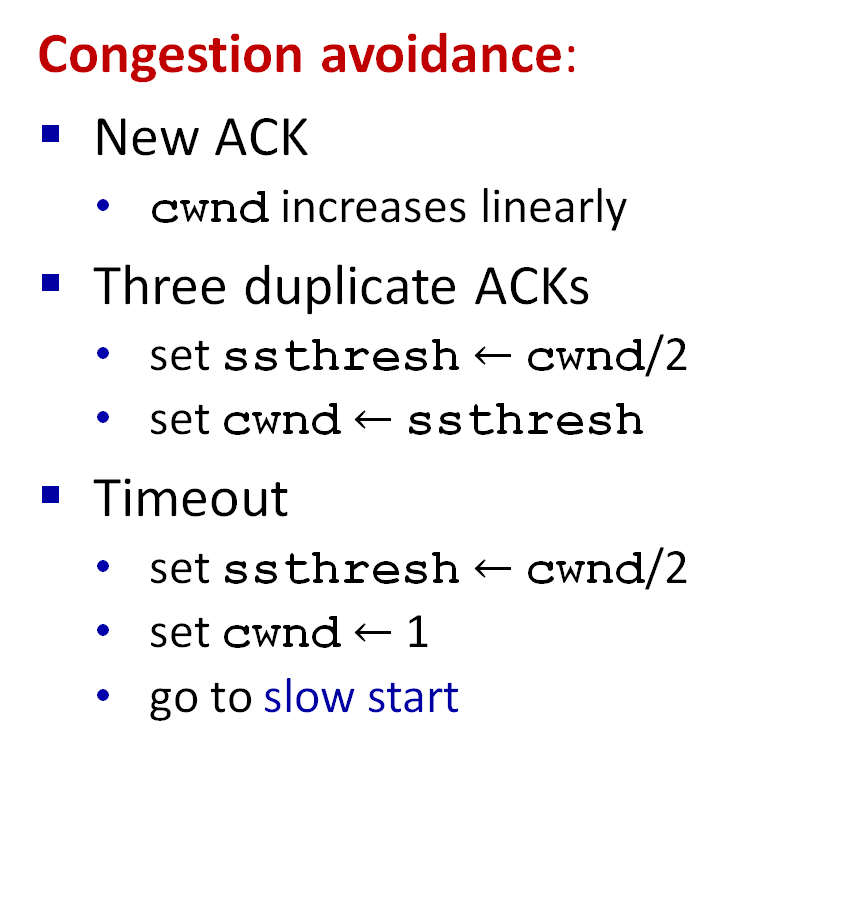 Congestion avoidance:
▪ New ACK
• cwnd increases linearly
▪ Three duplicate ACKs
• set ssthresh ← cwnd/2
• set cwnd ← ssthresh
▪ Timeout
• set ssthresh ← cwnd/2
• set cwnd ← 1
• go to slow start